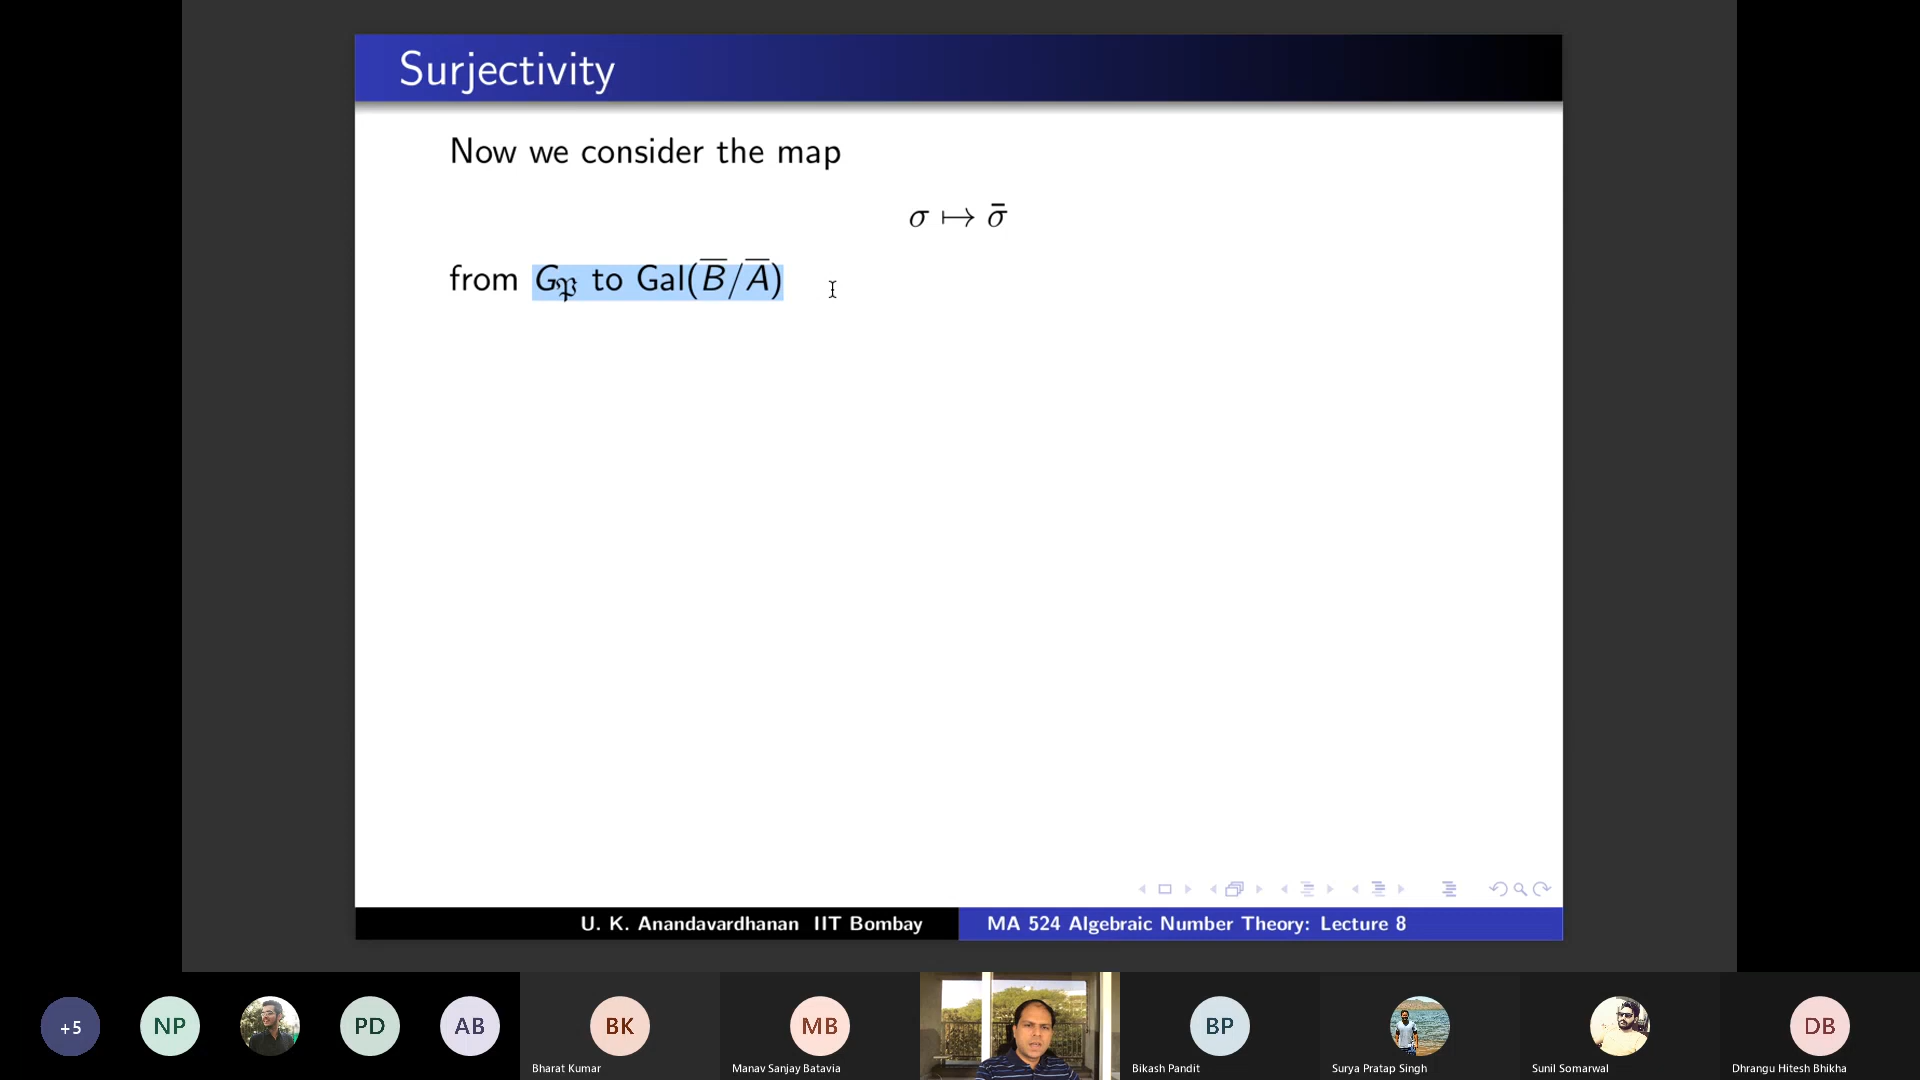 Surjectivity
Now we consider the map
σ ↦ σ̄
from G_𝔓 to Gal(B̅/A̅)
U. K. Anandavardhanan IIT Bombay
MA 524 Algebraic Number Theory: Lecture 8
+5
NP
PD
AB
BK
MB
BP
DB
Bharat Kumar
Manav Sanjay Batavia
Bikash Pandit
Surya Pratap Singh
Sunil Somarwal
Dhrangu Hitesh Bhikha